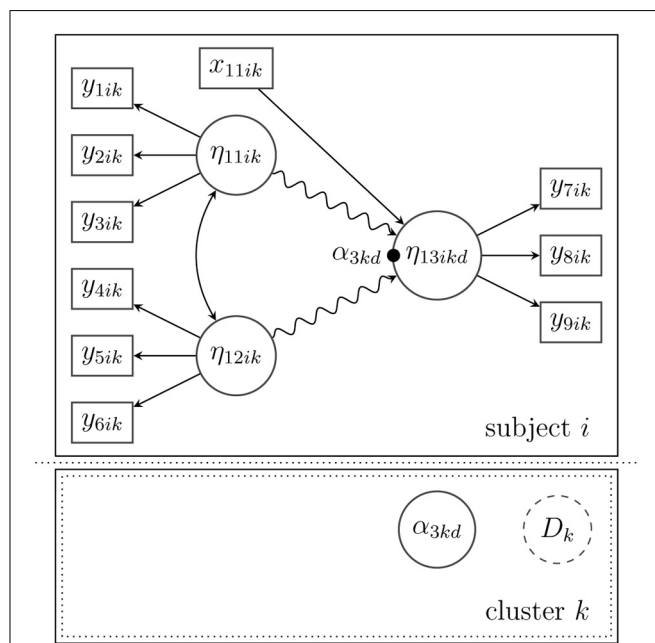 x₁₁ᵢₖ
y₁ᵢₖ
y₂ᵢₖ
η₁₁ᵢₖ
y₃ᵢₖ
y₇ᵢₖ
α₃ₖd η₁₃ᵢₖd
y₈ᵢₖ
y₄ᵢₖ
y₉ᵢₖ
y₅ᵢₖ
η₁₂ᵢₖ
y₆ᵢₖ
subject i
α₃ₖd
Dₖ
cluster k